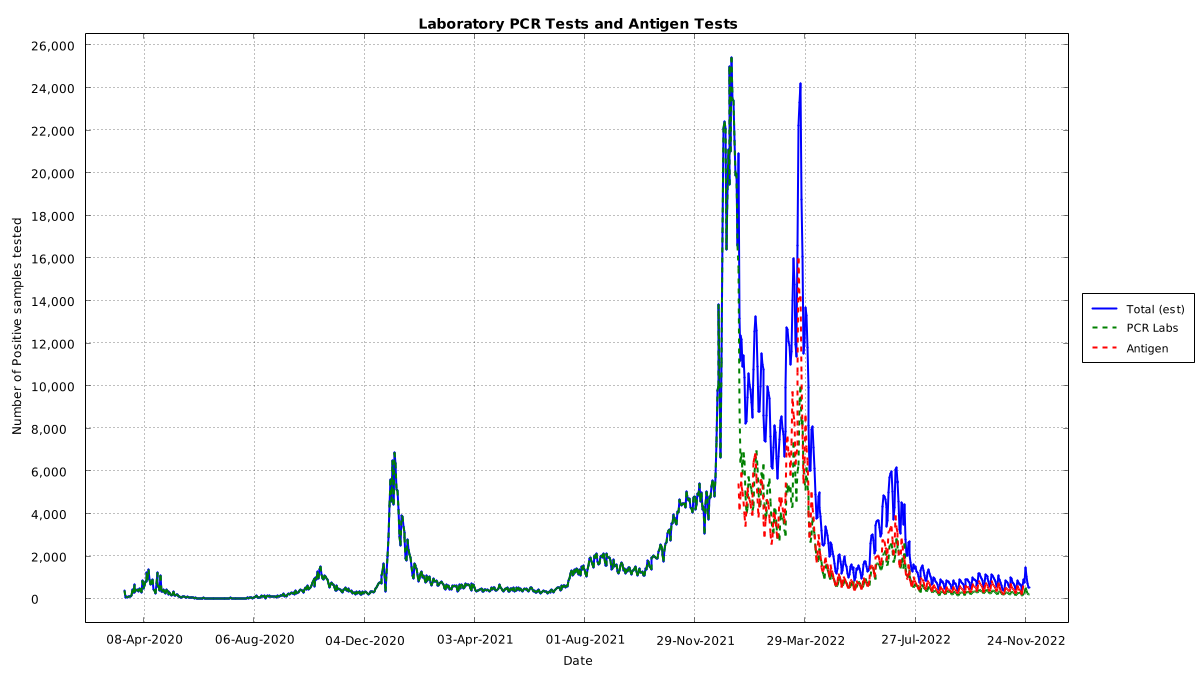 Laboratory PCR Tests and Antigen Tests
Number of Positive samples tested
26,000
24,000
22,000
20,000
18,000
16,000
14,000
12,000
10,000
8,000
6,000
4,000
2,000
0
08-Apr-2020 06-Aug-2020 04-Dec-2020 03-Apr-2021 01-Aug-2021 29-Nov-2021 29-Mar-2022 27-Jul-2022 24-Nov-2022
Date
Total (est)
PCR Labs
Antigen